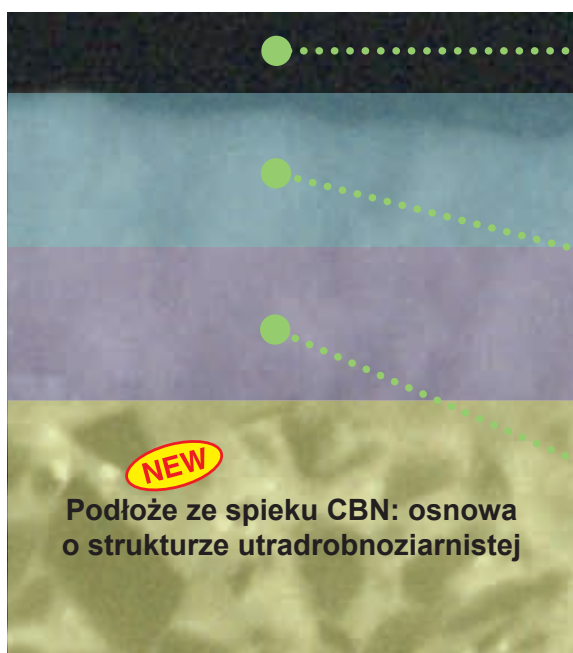 NEW
Podłoże ze spieku CBN: osnowa
o strukturze utradrobnoziarnistej